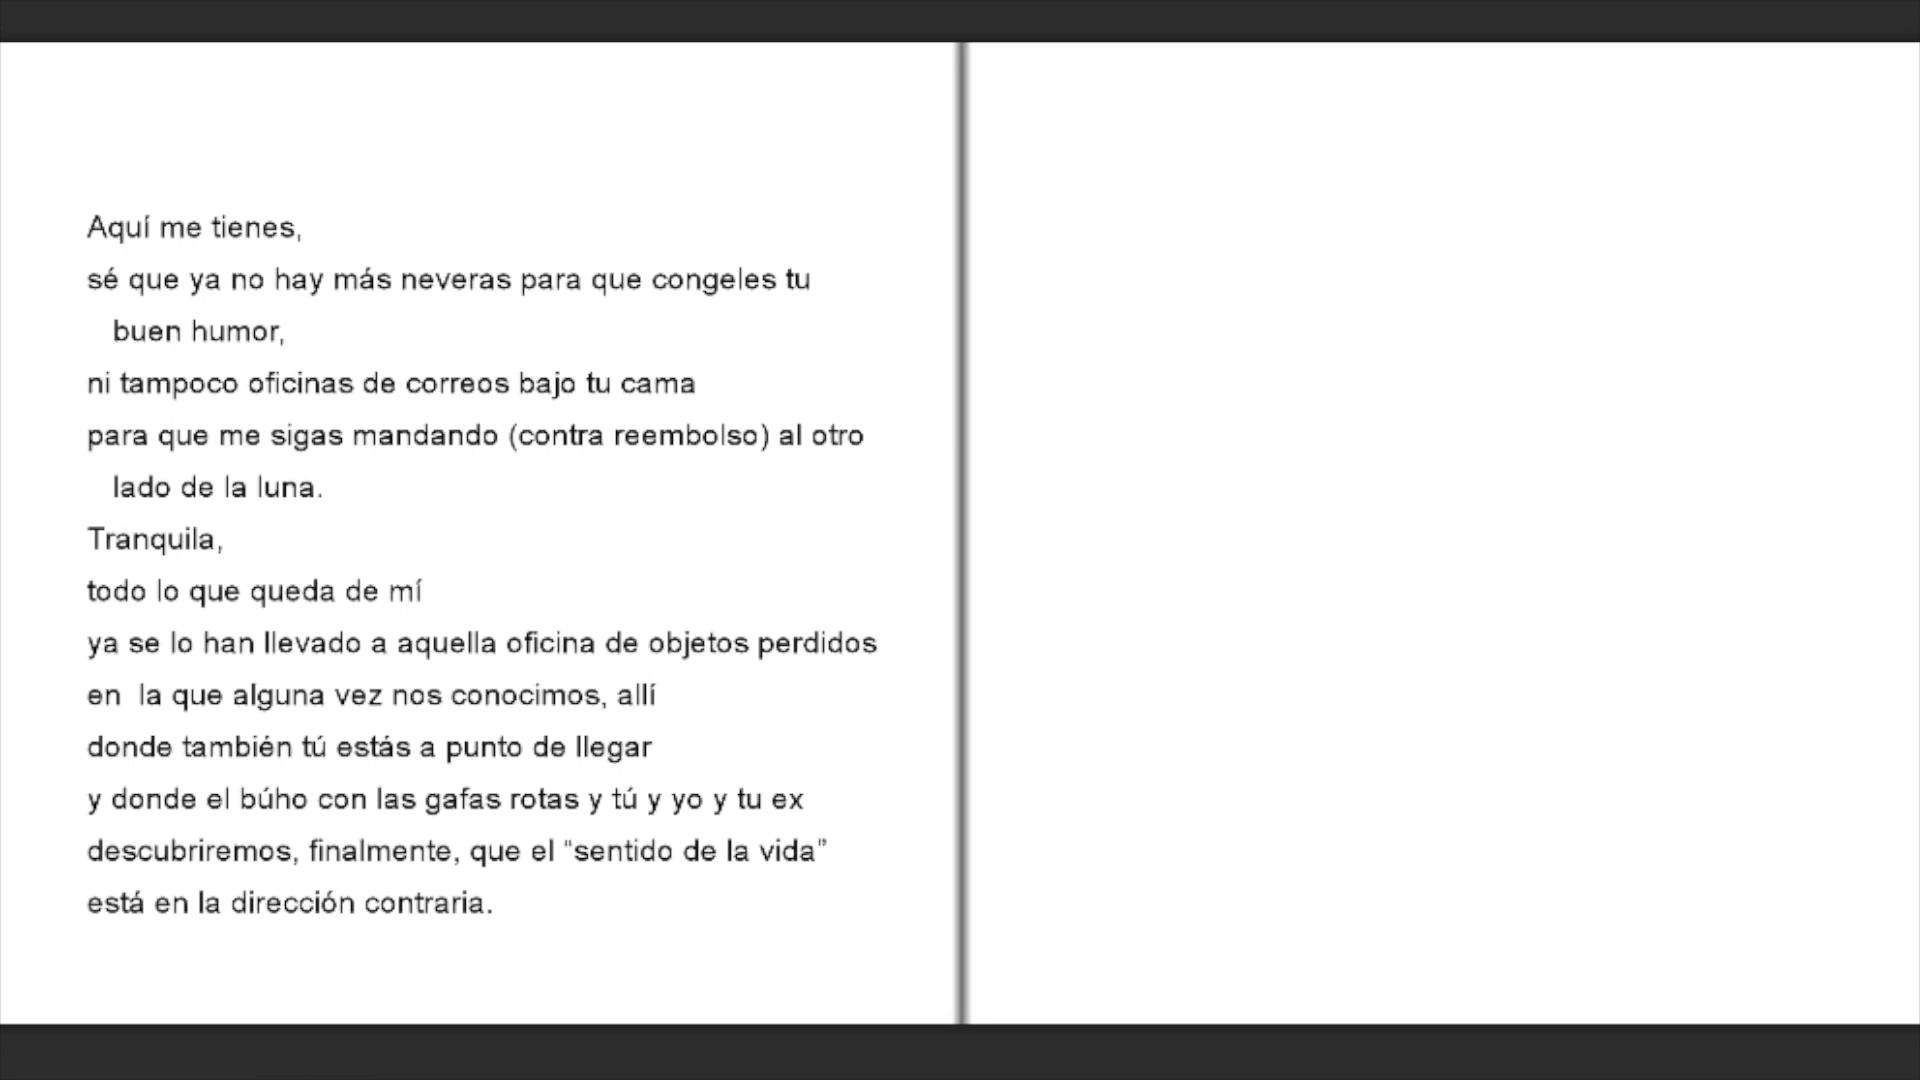 Aquí me tienes,
sé que ya no hay más neveras para que congeles tu
buen humor,
ni tampoco oficinas de correos bajo tu cama
para que me sigas mandando (contra reembolso) al otro
lado de la luna.
Tranquila,
todo lo que queda de mí
ya se lo han llevado a aquella oficina de objetos perdidos
en  la que alguna vez nos conocimos, allí
donde también tú estás a punto de llegar
y donde el búho con las gafas rotas y tú y yo y tu ex
descubriremos, finalmente, que el “sentido de la vida”
está en la dirección contraria.